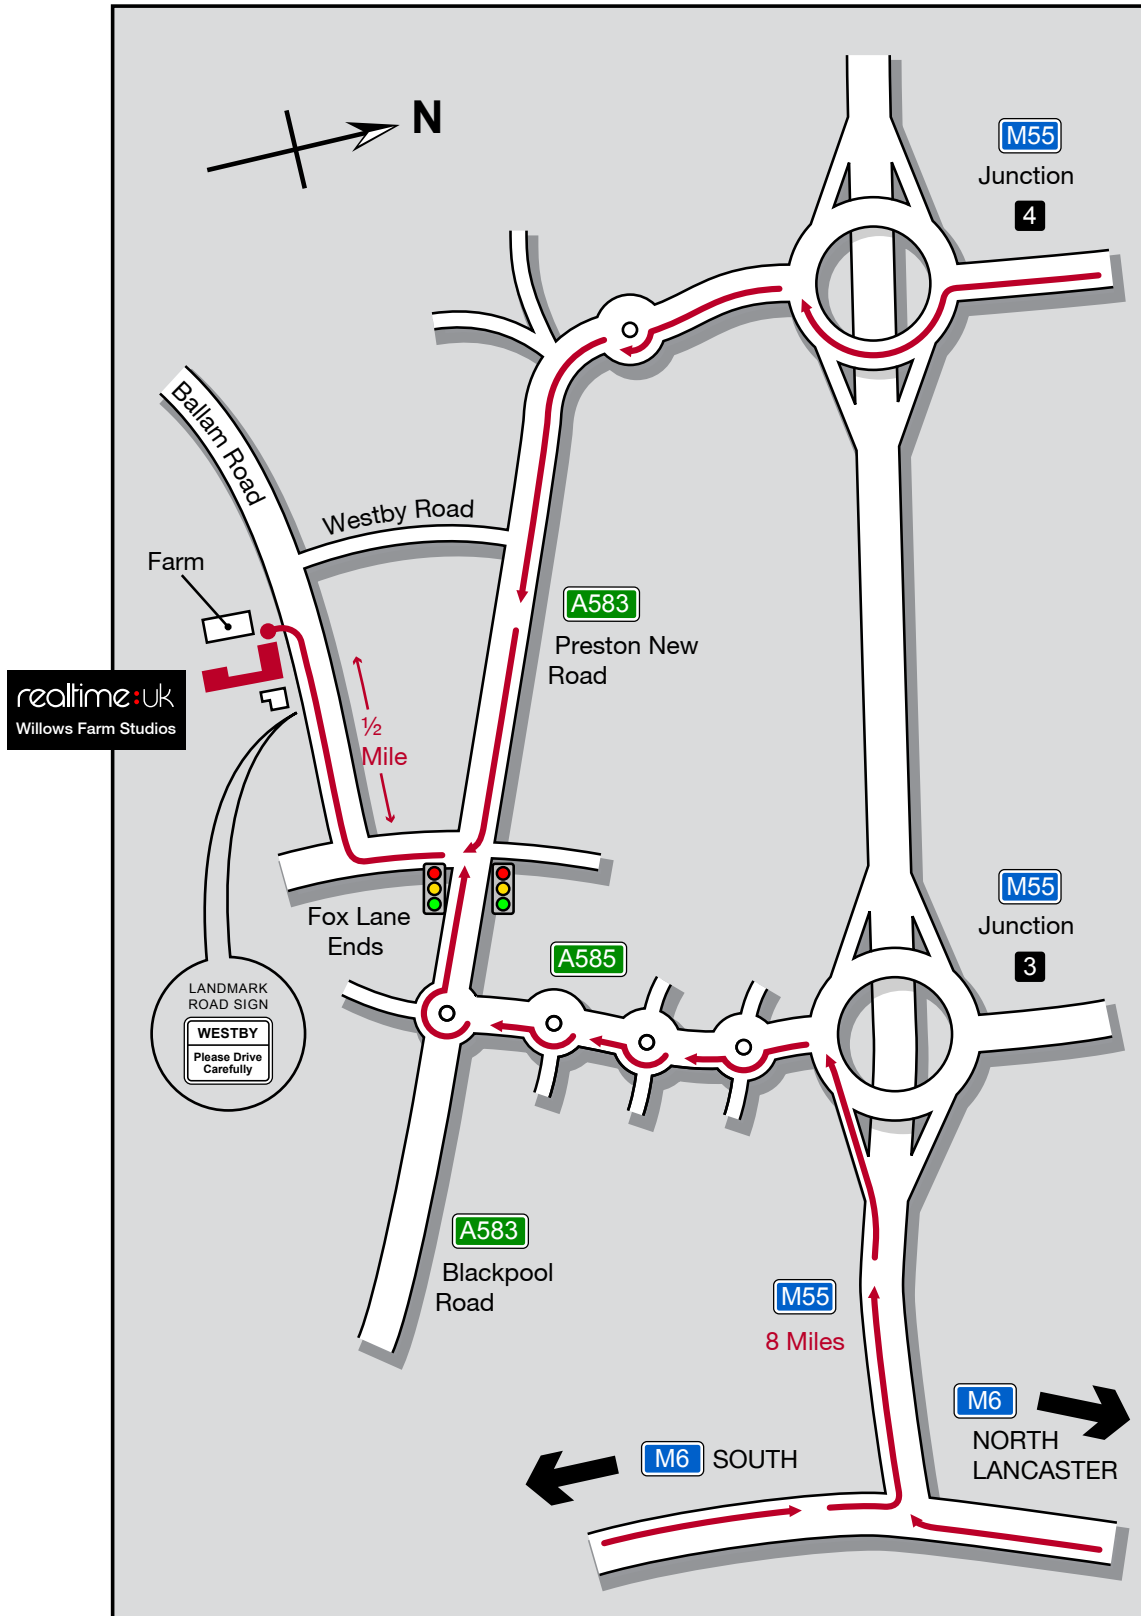 N
M55
Junction
4
Ballam Road
Westby Road
Farm
A583
Preston New
Road
realtime:uk
Willows Farm Studios
½
Mile
M55
Junction
3
Fox Lane
Ends
A585
LANDMARK
ROAD SIGN
WESTBY
Please Drive
Carefully
A583
Blackpool
Road
M55
8 Miles
M6
NORTH
LANCASTER
M6 SOUTH